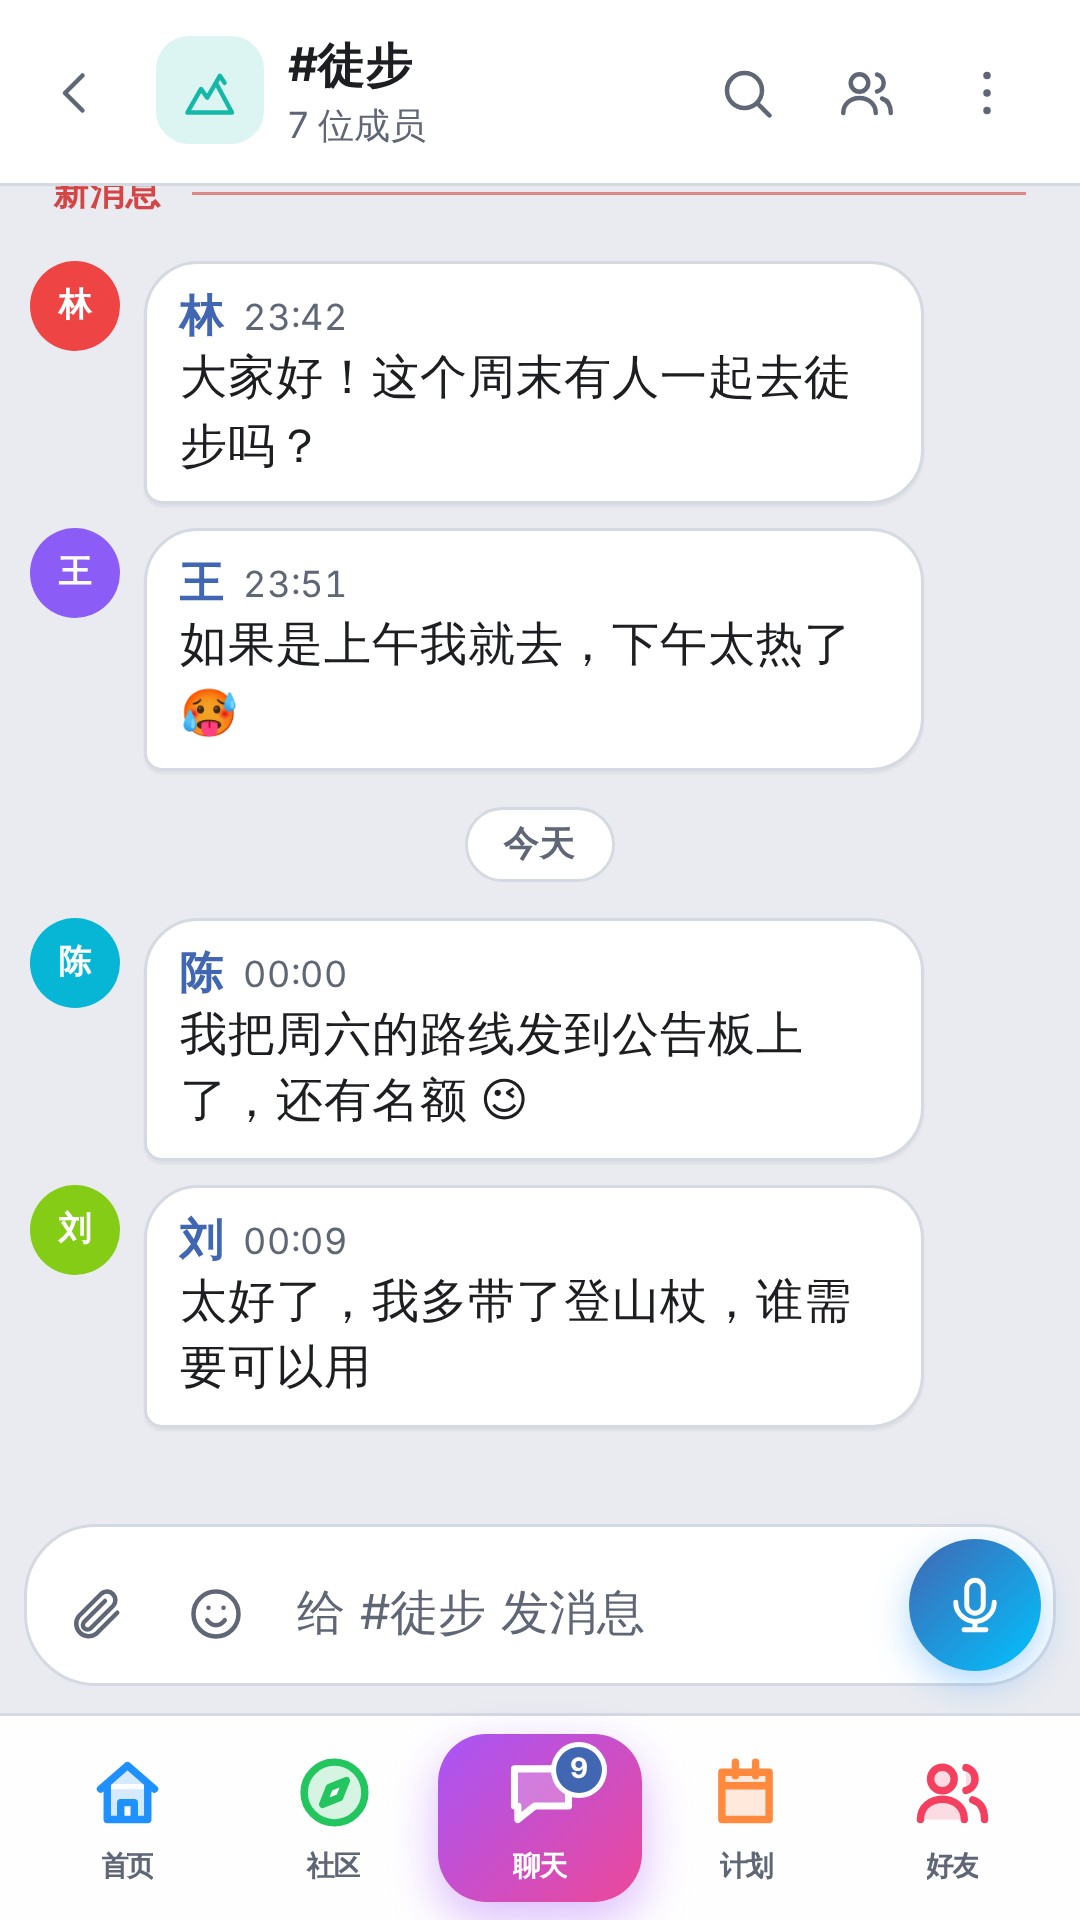 #徒步
7 位成员
新消息
林
林 23:42
大家好！这个周末有人一起去徒
步吗？
王
王 23:51
如果是上午我就去，下午太热了
🥵
今天
陈
陈 00:00
我把周六的路线发到公告板上
了，还有名额 😉
刘
刘 00:09
太好了，我多带了登山杖，谁需
要可以用
给 #徒步 发消息
9
首页
社区
聊天
计划
好友